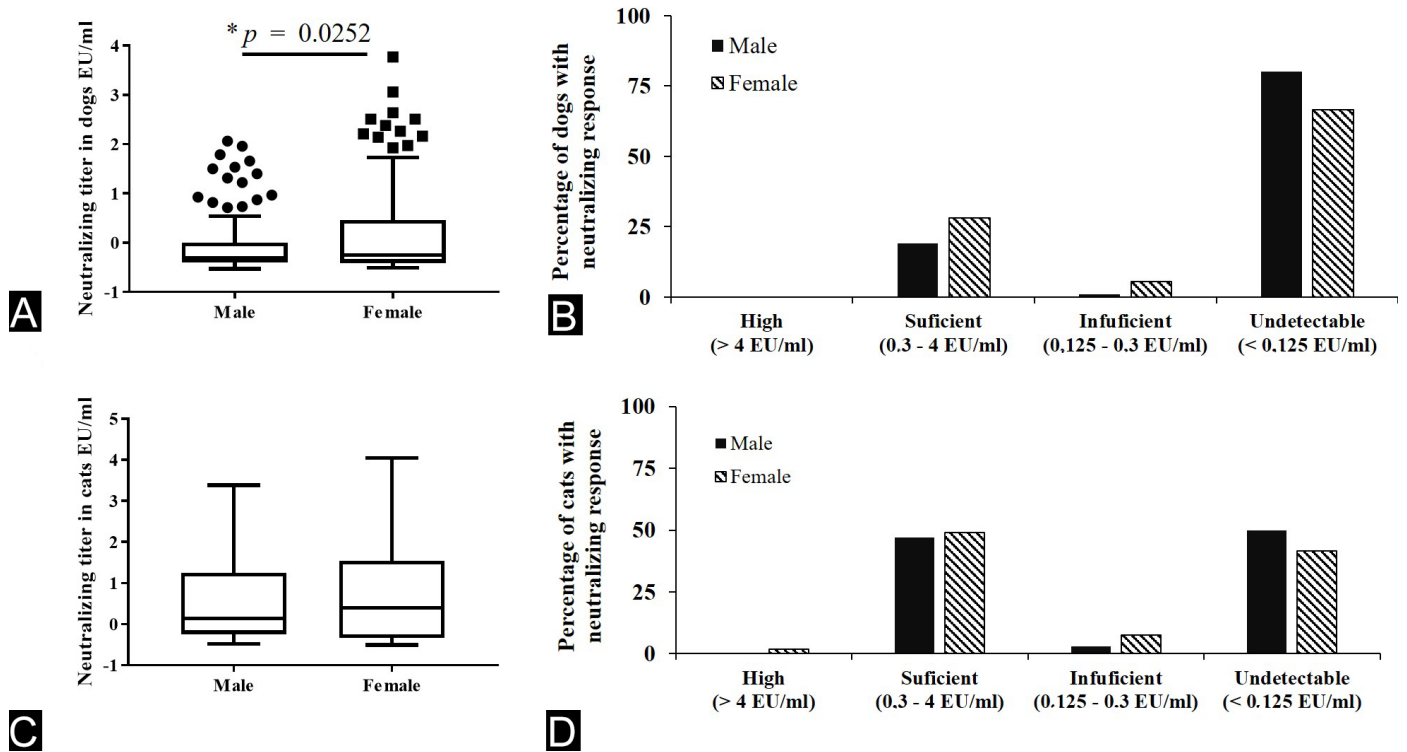 * p = 0.0252
Neutralizing titer in dogs EU/ml
4
3
2
1
0
-1
Male
Female
A
Percentage of dogs with
neutralizing response
100
75
50
25
0
Male
Female
High
(> 4 EU/ml)
Suficient
(0.3 - 4 EU/ml)
Infuficient
(0,125 - 0.3 EU/ml)
Undetectable
(< 0,125 EU/ml)
B
Neutralizing titer in cats EU/ml
5
4
3
2
1
0
-1
Male
Female
C
Percentage of cats with
neutralizing response
100
75
50
25
0
Male
Female
High
(> 4 EU/ml)
Suficient
(0,3 - 4 EU/ml)
Infuficient
(0.125 - 0.3 EU/ml)
Undetectable
(< 0.125 EU/ml)
D